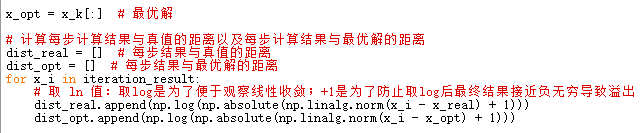 x_opt = x_k[:]  # 最优解
# 计算每步计算结果与真值的距离以及每步计算结果与最优解的距离
dist_real = []  # 每步结果与真值的距离
dist_opt = []  # 每步结果与最优解的距离
for x_i in iteration_result:
    # 取 ln 值：取log是为了便于观察线性收敛；+1是为了防止取log后最终结果接近负无穷导致溢出
    dist_real.append(np.log(np.absolute(np.linalg.norm(x_i - x_real) + 1)))
    dist_opt.append(np.log(np.absolute(np.linalg.norm(x_i - x_opt) + 1)))